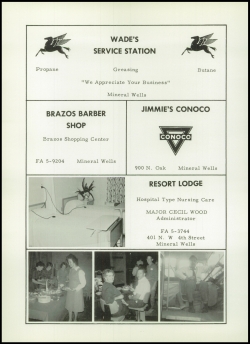 WADE'S
SERVICE STATION
Propane Greasing Butane
"We Appreciate Your Business"
Mineral Wells
BRAZOS BARBER
SHOP
Brazos Shopping Center
FA 5-9294 Mineral Wells
JIMMIE'S CONOCO
CONOCO
900 N. Oak Mineral Wells
RESORT LODGE
Hospital Type Nursing Care
MAJOR CECIL WOOD
Administrator
FA 5-3744
401 N. W. 4th Street
Mineral Wells